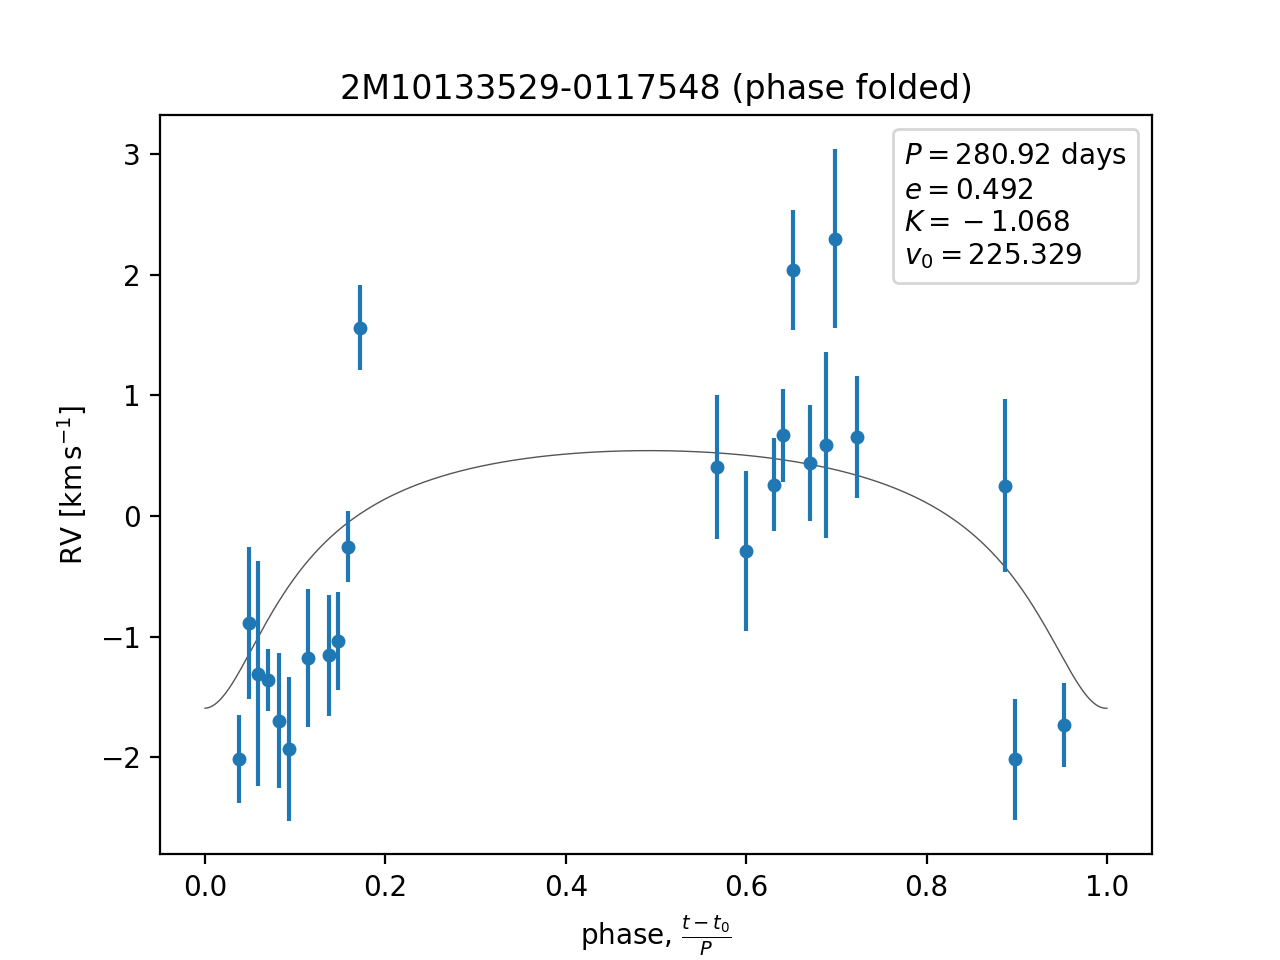 2M10133529-0117548 (phase folded)
P = 280.92 days
e = 0.492
K = −1.068
v₀ = 225.329
3
2
1
0
−1
−2
RV [km s⁻¹]
0.0 0.2 0.4 0.6 0.8 1.0
phase, (t − t₀)/P